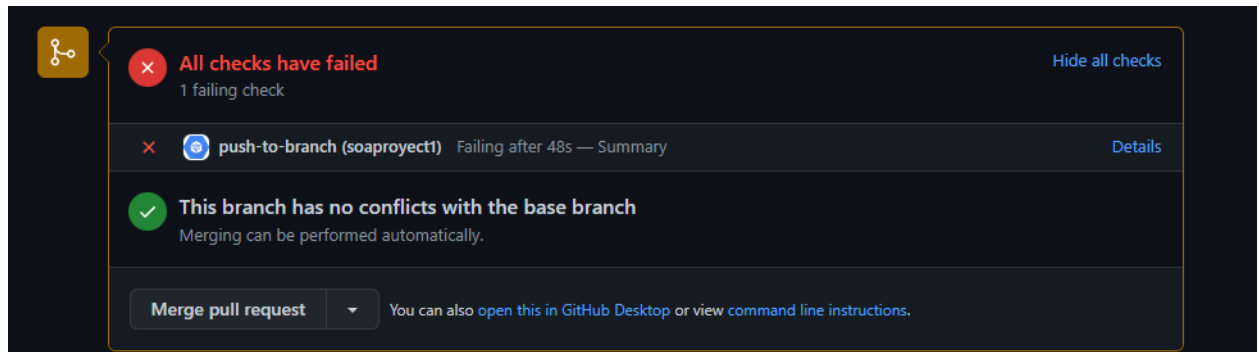 All checks have failed
Hide all checks
1 failing check
push-to-branch (soaproyect1) Failing after 48s — Summary
Details
This branch has no conflicts with the base branch
Merging can be performed automatically.
Merge pull request
You can also open this in GitHub Desktop or view command line instructions.